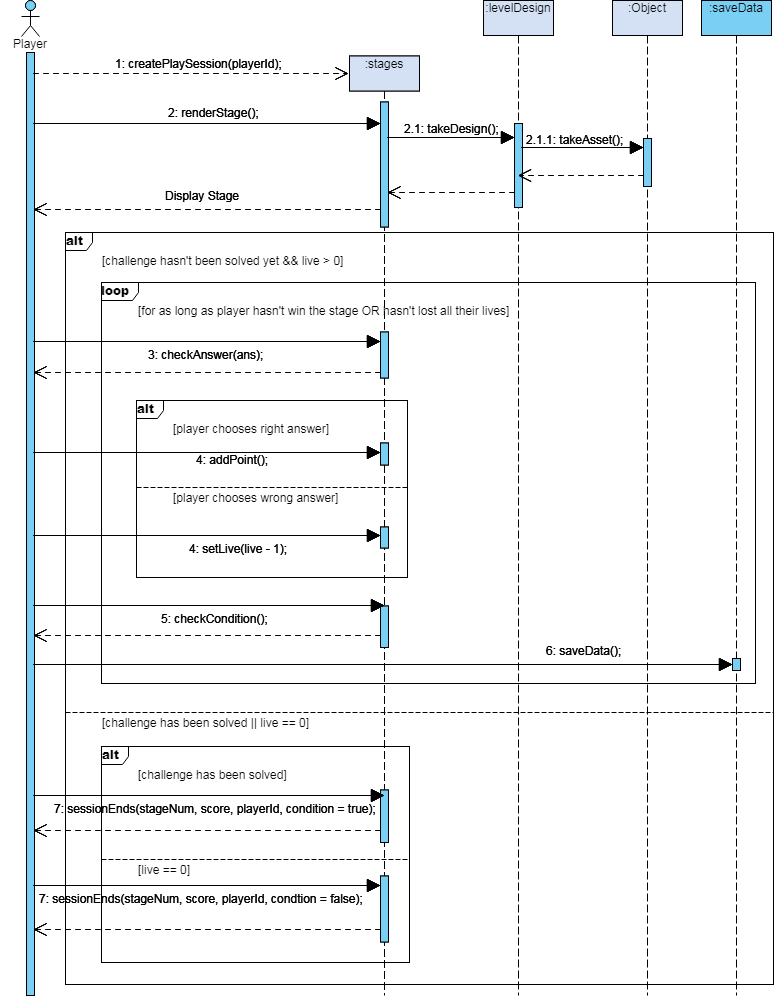 :levelDesign
:Object
:saveData
Player
1: createPlaySession(playerId);
:stages
2: renderStage();
2.1: takeDesign();
2.1.1: takeAsset();
Display Stage
alt
[challenge hasn't been solved yet && live > 0]
loop
[for as long as player hasn't win the stage OR hasn't lost all their lives]
3: checkAnswer(ans);
alt
[player chooses right answer]
4: addPoint();
[player chooses wrong answer]
4: setLive(live - 1);
5: checkCondition();
6: saveData();
[challenge has been solved || live == 0]
alt
[challenge has been solved]
7: sessionEnds(stageNum, score, playerId, condition = true);
[live == 0]
7: sessionEnds(stageNum, score, playerId, condtion = false);